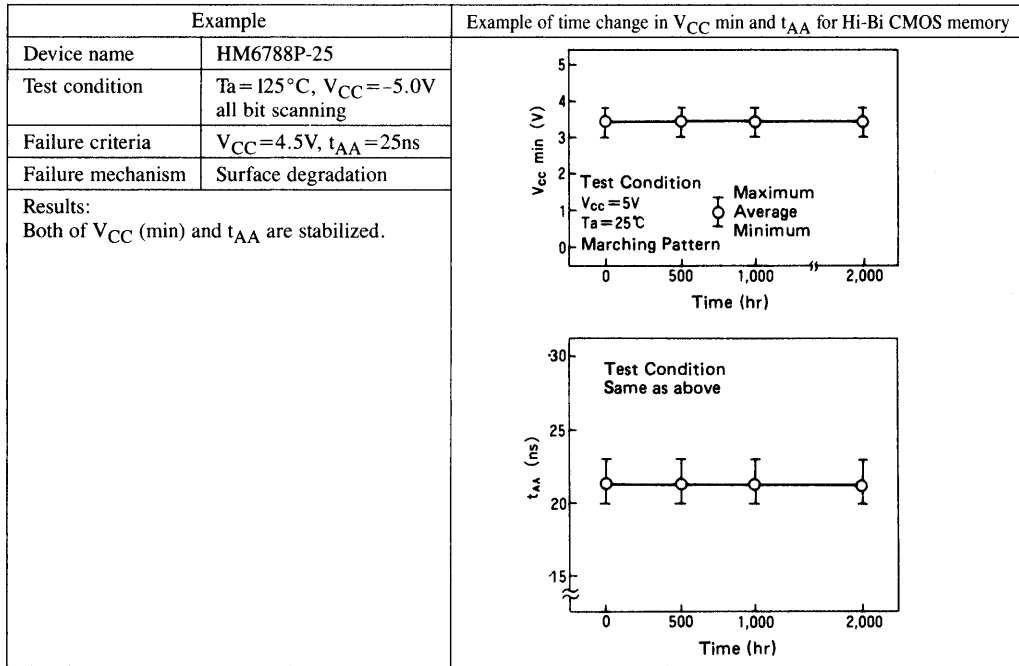 Example
Example of time change in VCC min and tAA for Hi-Bi CMOS memory
Device name
HM6788P-25
Test condition
Ta=125°C, VCC=-5.0V
all bit scanning
Failure criteria
VCC=4.5V, tAA=25ns
Failure mechanism
Surface degradation
Results:
Both of VCC (min) and tAA are stabilized.
5
4
3
2
1
0
Vcc min (V)
Test Condition
Vcc=5V
Ta=25℃
Marching Pattern
Maximum
Average
Minimum
0
500
1,000
2,000
Time (hr)
30
25
20
15
tAA (ns)
Test Condition
Same as above
0
500
1,000
2,000
Time (hr)